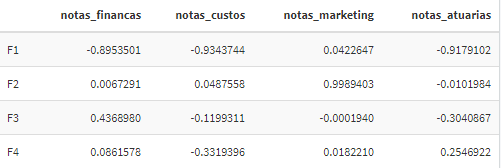 notas_financas notas_custos notas_marketing notas_atuarias
F1 -0.8953501 -0.9343744 0.0422647 -0.9179102
F2 0.0067291 0.0487558 0.9989403 -0.0101984
F3 0.4368980 -0.1199311 -0.0001940 -0.3040867
F4 0.0861578 -0.3319396 0.0182210 0.2546922